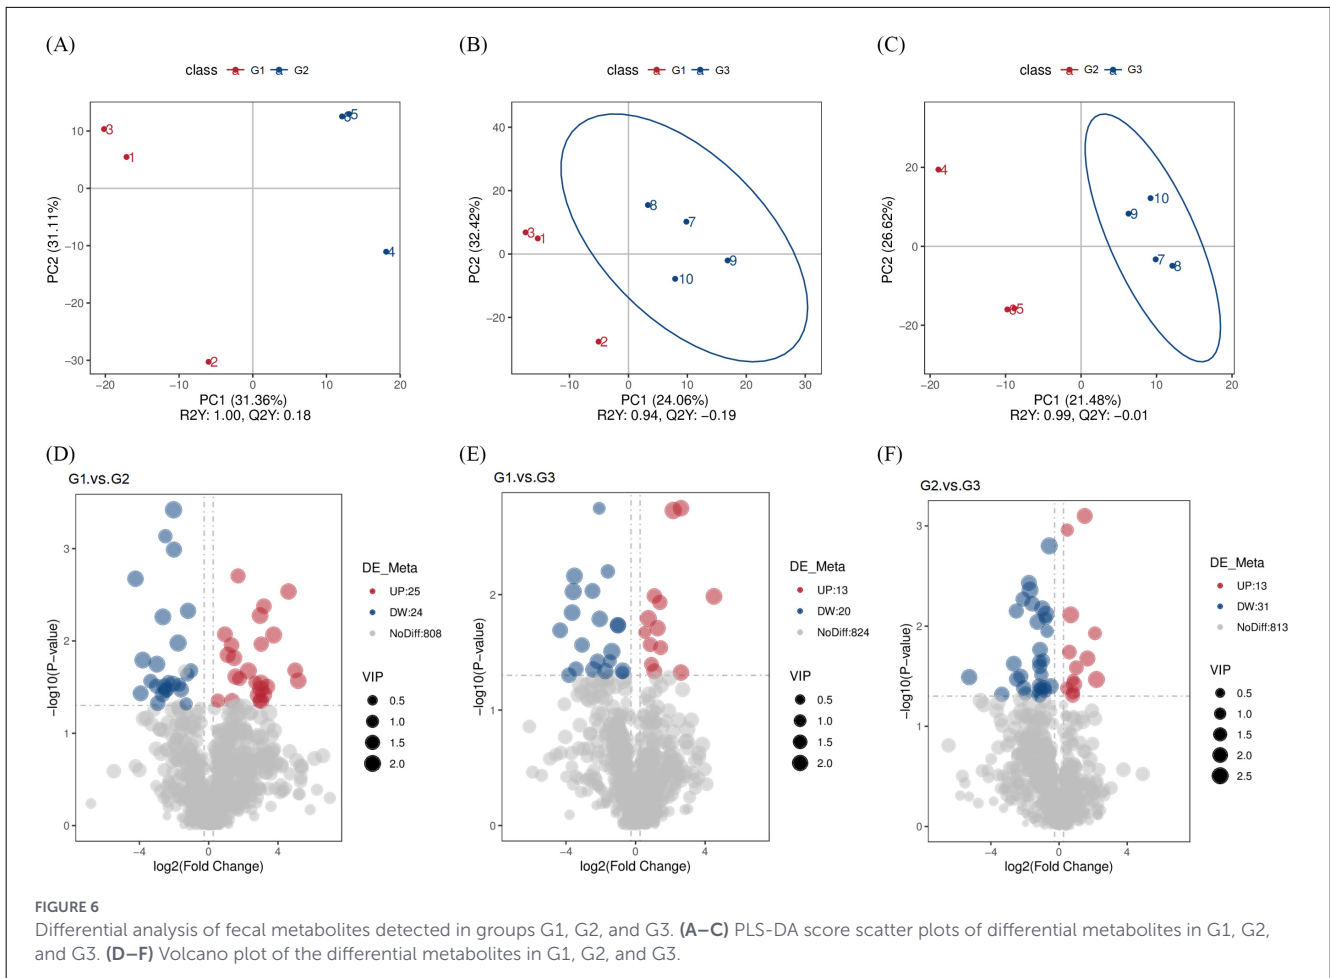 (A)
class a G1 a G2
10
0
−10
−20
−30
3
1
2
5
4
−20 −10 0 10 20
PC2 (31.11%)
PC1 (31.36%)
R2Y: 1.00, Q2Y: 0.18
(B)
class a G1 a G3
40
20
0
−20
8
7
3
1
9
10
2
−10 0 10 20 30
PC2 (32.42%)
PC1 (24.06%)
R2Y: 0.94, Q2Y: −0.19
(C)
class a G2 a G3
20
0
−20
4
10
9
7
8
5
−20 −10 0 10 20
PC2 (26.62%)
PC1 (21.48%)
R2Y: 0.99, Q2Y: −0.01
(D)
G1.vs.G2
3
2
1
0
−4 0 4
−log10(P−value)
log2(Fold Change)
DE_Meta
UP:25
DW:24
NoDiff:808
VIP
0.5
1.0
1.5
2.0
(E)
G1.vs.G3
2
1
0
−4 0 4
−log10(P−value)
log2(Fold Change)
DE_Meta
UP:13
DW:20
NoDiff:824
VIP
0.5
1.0
1.5
2.0
(F)
G2.vs.G3
3
2
1
0
−4 0 4
−log10(P−value)
log2(Fold Change)
DE_Meta
UP:13
DW:31
NoDiff:813
VIP
0.5
1.0
1.5
2.0
2.5
FIGURE 6
Differential analysis of fecal metabolites detected in groups G1, G2, and G3. (A–C) PLS-DA score scatter plots of differential metabolites in G1, G2,
and G3. (D–F) Volcano plot of the differential metabolites in G1, G2, and G3.